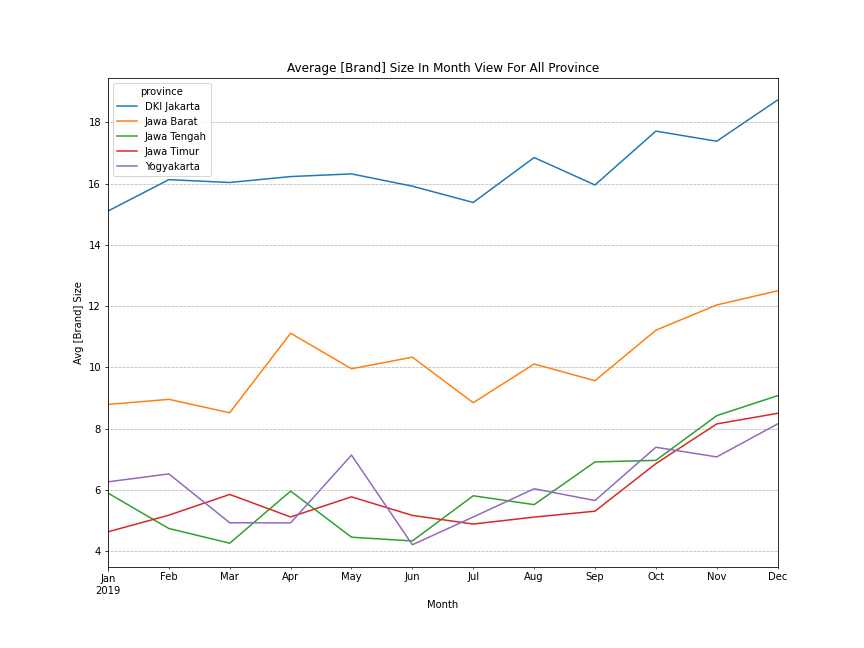 Average [Brand] Size In Month View For All Province
province
DKI Jakarta
Jawa Barat
Jawa Tengah
Jawa Timur
Yogyakarta
Avg [Brand] Size
18
16
14
12
10
8
6
4
Jan Feb Mar Apr May Jun Jul Aug Sep Oct Nov Dec
2019
Month